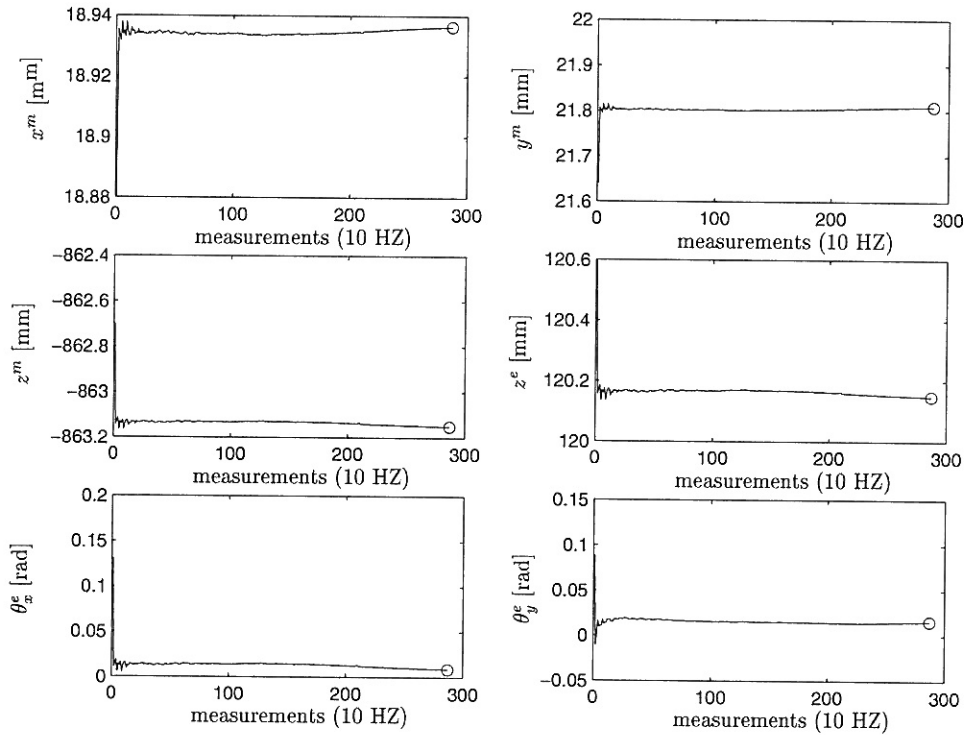 18.94
18.92
18.9
18.88
x^m [mm]
0 100 200 300
measurements (10 HZ)
22
21.9
21.8
21.7
21.6
y^m [mm]
0 100 200 300
measurements (10 HZ)
−862.4
−862.6
−862.8
−863
−863.2
z^m [mm]
0 100 200 300
measurements (10 HZ)
120.6
120.4
120.2
120
z^e [mm]
0 100 200 300
measurements (10 HZ)
0.2
0.15
0.1
0.05
0
θ_x^e [rad]
0 100 200 300
measurements (10 HZ)
0.15
0.1
0.05
0
−0.05
θ_y^e [rad]
0 100 200 300
measurements (10 HZ)